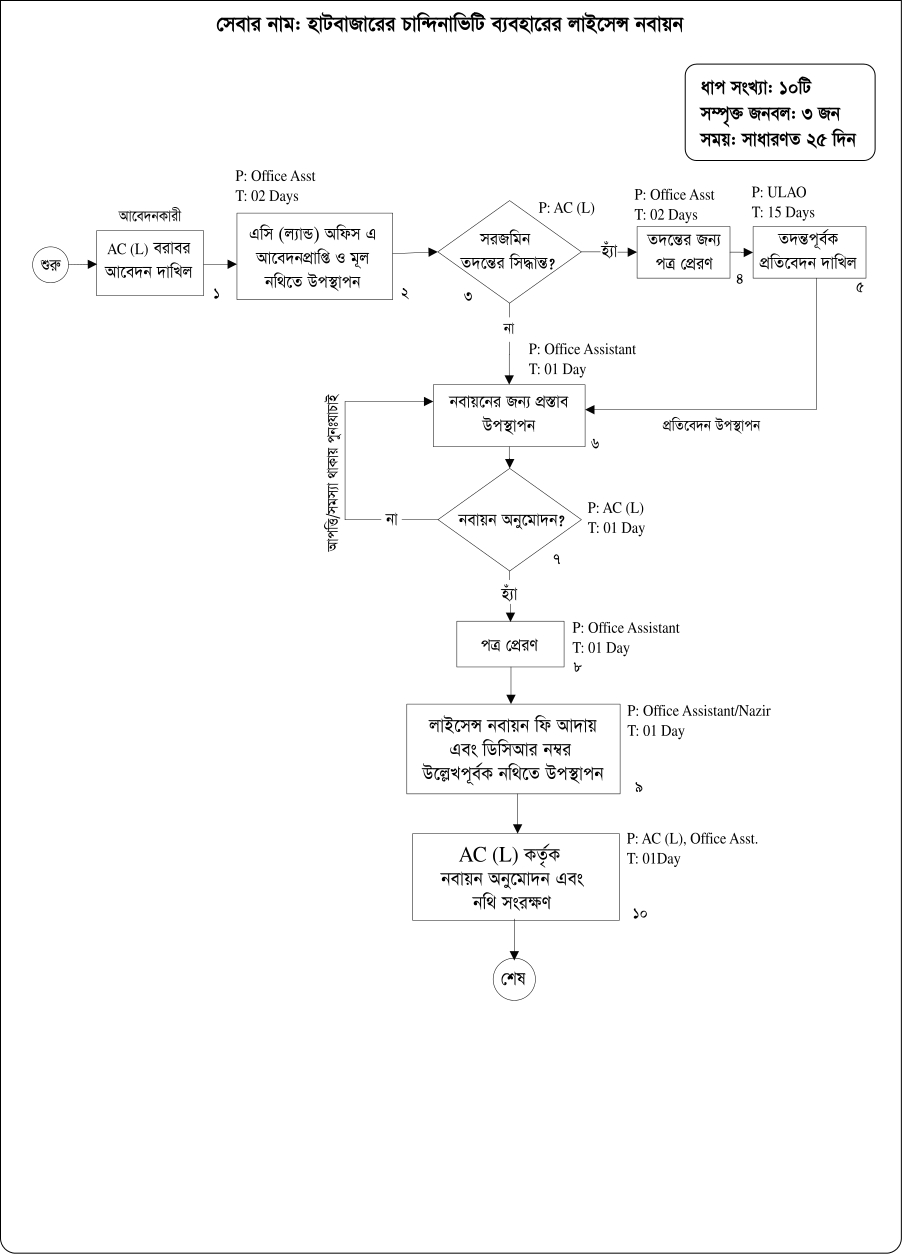 সেবার নাম: হাটবাজারের চান্দিনাভিটি ব্যবহারের লাইসেন্স নবায়ন
ধাপ সংখ্যা: ১০টি
সম্পৃক্ত জনবল: ৩ জন
সময়: সাধারণত ২৫ দিন
শুরু
আবেদনকারী
AC (L) বরাবর
আবেদন দাখিল
১
P: Office Asst
T: 02 Days
এসি (ল্যান্ড) অফিস এ
আবেদনপ্রাপ্তি ও মূল
নথিতে উপস্থাপন
২
P: AC (L)
সরজমিন
তদন্তের সিদ্ধান্ত?
৩
হ্যাঁ
P: Office Asst
T: 02 Days
তদন্তের জন্য
পত্র প্রেরণ
৪
P: ULAO
T: 15 Days
তদন্তপূর্বক
প্রতিবেদন দাখিল
৫
না
P: Office Assistant
T: 01 Day
নবায়নের জন্য প্রস্তাব
উপস্থাপন
৬
প্রতিবেদন উপস্থাপন
আপত্তি/সমস্যা থাকায় পুনঃযাচাই
না
নবায়ন অনুমোদন?
৭
P: AC (L)
T: 01 Day
হ্যাঁ
পত্র প্রেরণ
৮
P: Office Assistant
T: 01 Day
লাইসেন্স নবায়ন ফি আদায়
এবং ডিসিআর নম্বর
উল্লেখপূর্বক নথিতে উপস্থাপন
৯
P: Office Assistant/Nazir
T: 01 Day
AC (L) কর্তৃক
নবায়ন অনুমোদন এবং
নথি সংরক্ষণ
১০
P: AC (L), Office Asst.
T: 01Day
শেষ